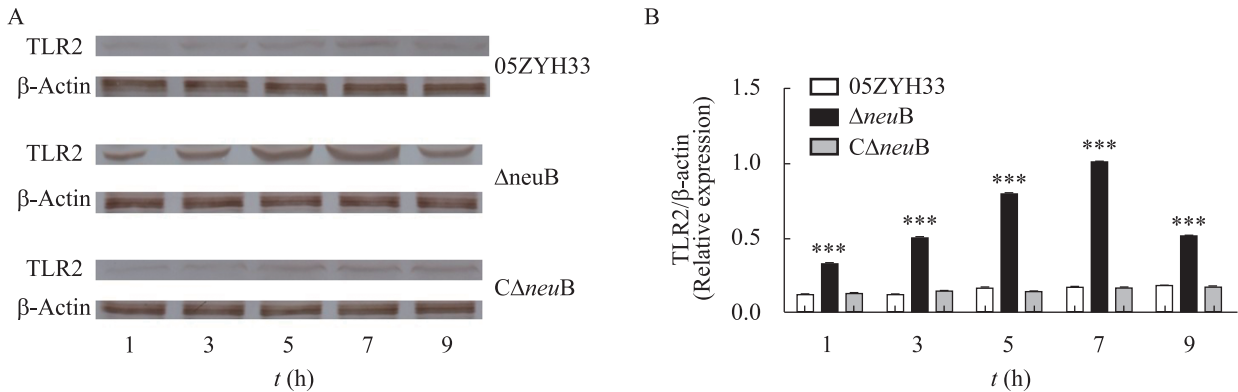 A
TLR2
β-Actin
05ZYH33
TLR2
β-Actin
ΔneuB
TLR2
β-Actin
CΔneuB
1 3 5 7 9
t (h)
B
TLR2/β-actin
(Relative expression)
1.5
1.0
0.5
0.0
05ZYH33
ΔneuB
CΔneuB
***
***
***
***
***
1 3 5 7 9
t (h)